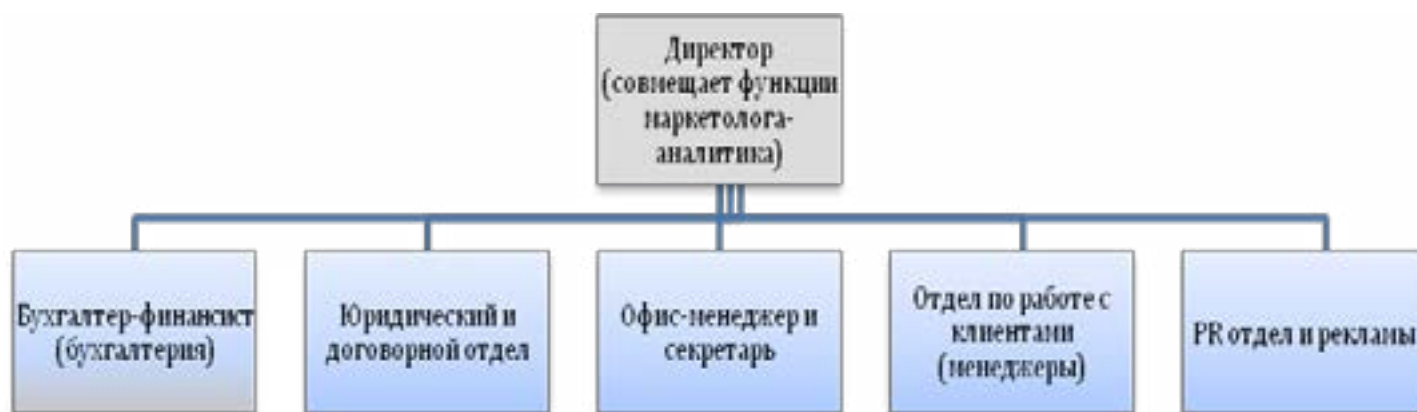 Директор
(совмещает функции
маркетолога-
аналитика)
Бухгалтер-финансист
(бухгалтерия)
Юридический и
договорной отдел
Офис-менеджер и
секретарь
Отдел по работе с
клиентами
(менеджеры)
PR отдел и рекламы